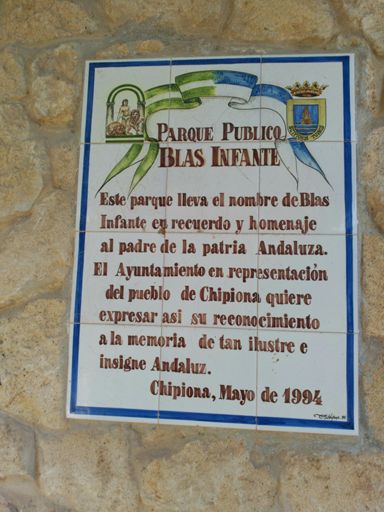 PARQUE PUBLICO
BLAS INFANTE
Este parque lleva el nombre de Blas
Infante en recuerdo y homenaje
al padre de la patria Andaluza.
El Ayuntamiento en representación
del pueblo de Chipiona quiere
expresar asi su reconocimiento
a la memoria de tan ilustre e
insigne Andaluz.
Chipiona, Mayo de 1994